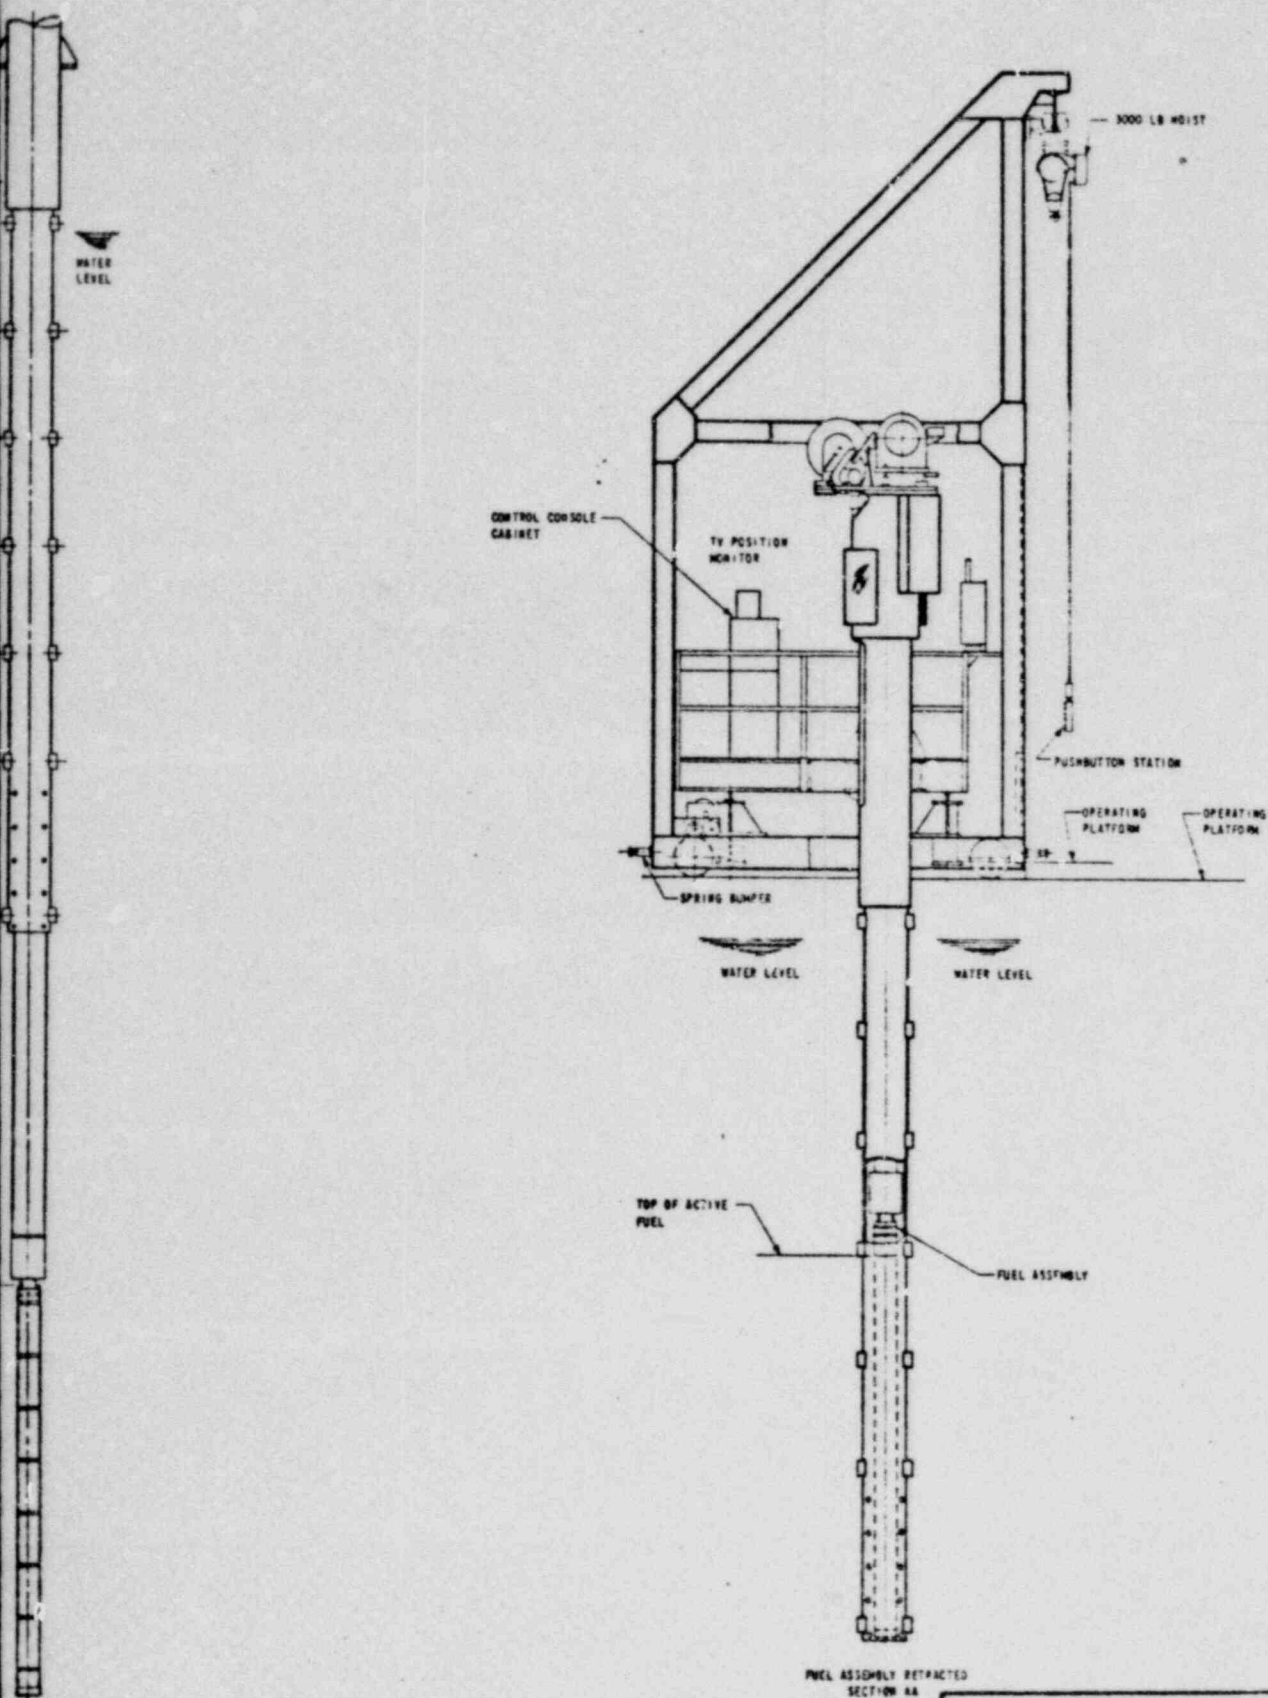 3000 LB HOIST
WATER
LEVEL
CONTROL CONSOLE
CABINET
TV POSITION
MONITOR
PUSHBUTTON STATION
OPERATING
PLATFORM
OPERATING
PLATFORM
SPRING BUMPER
WATER LEVEL
WATER LEVEL
TOP OF ACTIVE
FUEL
FUEL ASSEMBLY
FUEL ASSEMBLY RETRACTED
SECTION AA